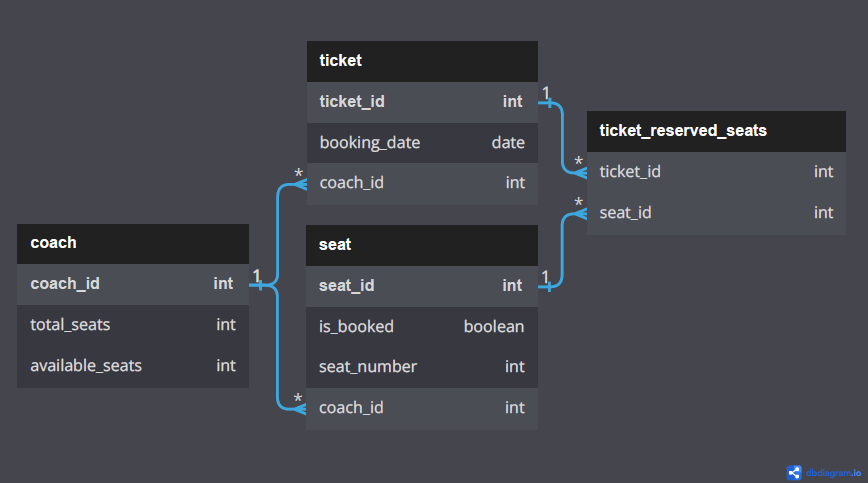 ticket
ticket_id int 1
booking_date date
* coach_id int
ticket_reserved_seats
* ticket_id int
* seat_id int
coach
coach_id int 1
total_seats int
available_seats int
seat
seat_id int 1
is_booked boolean
seat_number int
* coach_id int
dbdiagram.io